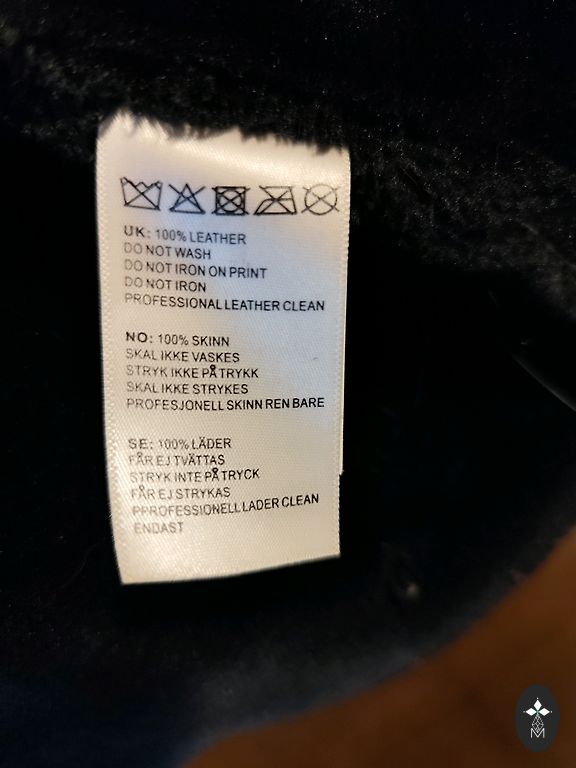 UK: 100% LEATHER
DO NOT WASH
DO NOT IRON ON PRINT
DO NOT IRON
PROFESSIONAL LEATHER CLEAN
NO: 100% SKINN
SKAL IKKE VASKES
STRYK IKKE PÅ TRYKK
SKAL IKKE STRYKES
PROFESJONELL SKINN REN BARE
SE: 100% LÄDER
FÅR EJ TVÄTTAS
STRYK INTE PÅ TRYCK
FÅR EJ STRYKAS
PPROFESSIONELL LADER CLEAN
ENDAST
M